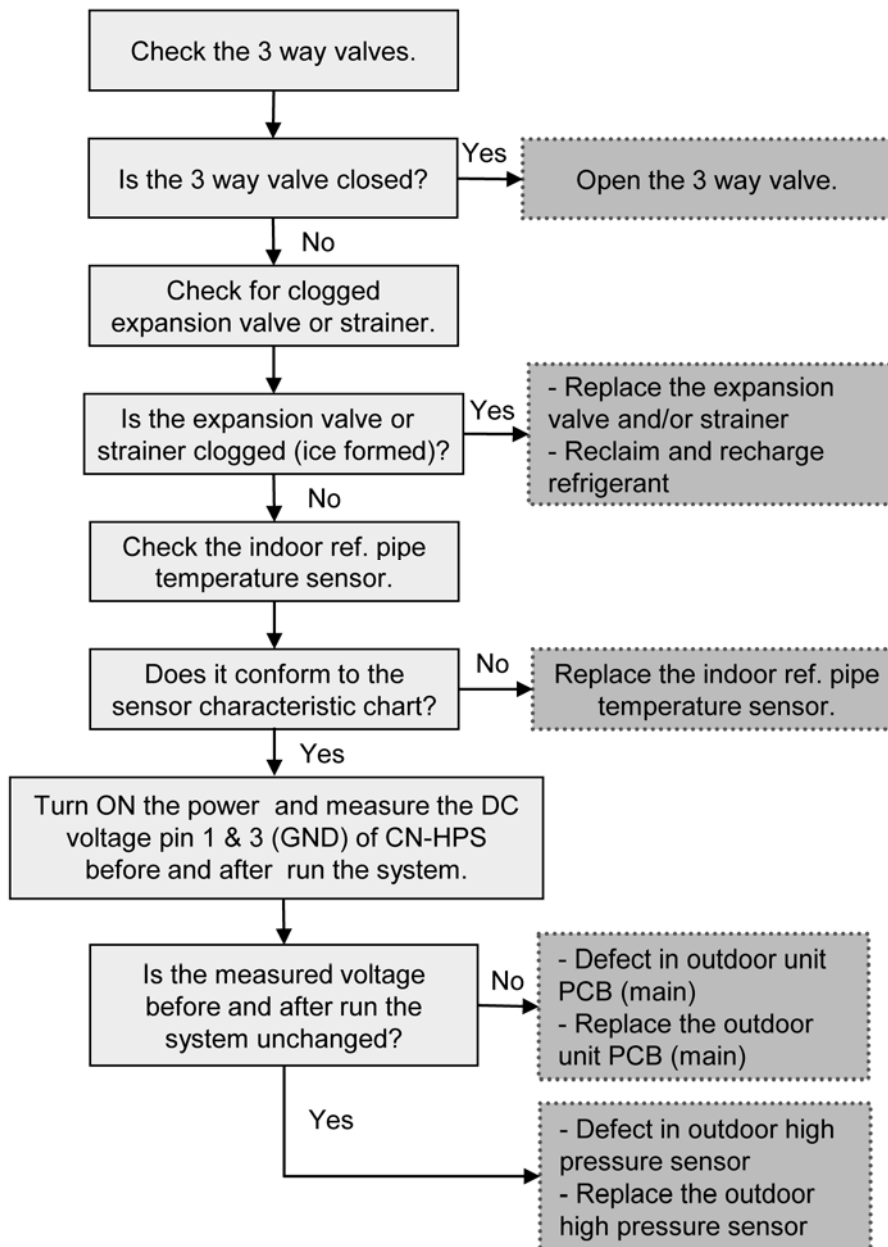 Check the 3 way valves.
Is the 3 way valve closed?
Yes
Open the 3 way valve.
No
Check for clogged
expansion valve or strainer.
Is the expansion valve or
strainer clogged (ice formed)?
Yes
- Replace the expansion
valve and/or strainer
- Reclaim and recharge
refrigerant
No
Check the indoor ref. pipe
temperature sensor.
Does it conform to the
sensor characteristic chart?
No
Replace the indoor ref. pipe
temperature sensor.
Yes
Turn ON the power and measure the DC
voltage pin 1 & 3 (GND) of CN-HPS
before and after run the system.
Is the measured voltage
before and after run the
system unchanged?
No
- Defect in outdoor unit
PCB (main)
- Replace the outdoor
unit PCB (main)
Yes
- Defect in outdoor high
pressure sensor
- Replace the outdoor
high pressure sensor